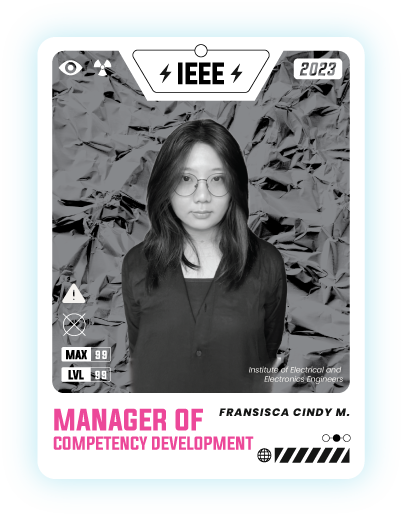 IEEE
2023
MAX 99
LVL 99
Institute of Electrical and
Electronics Engineers
MANAGER OF
FRANSISCA CINDY M.
COMPETENCY DEVELOPMENT